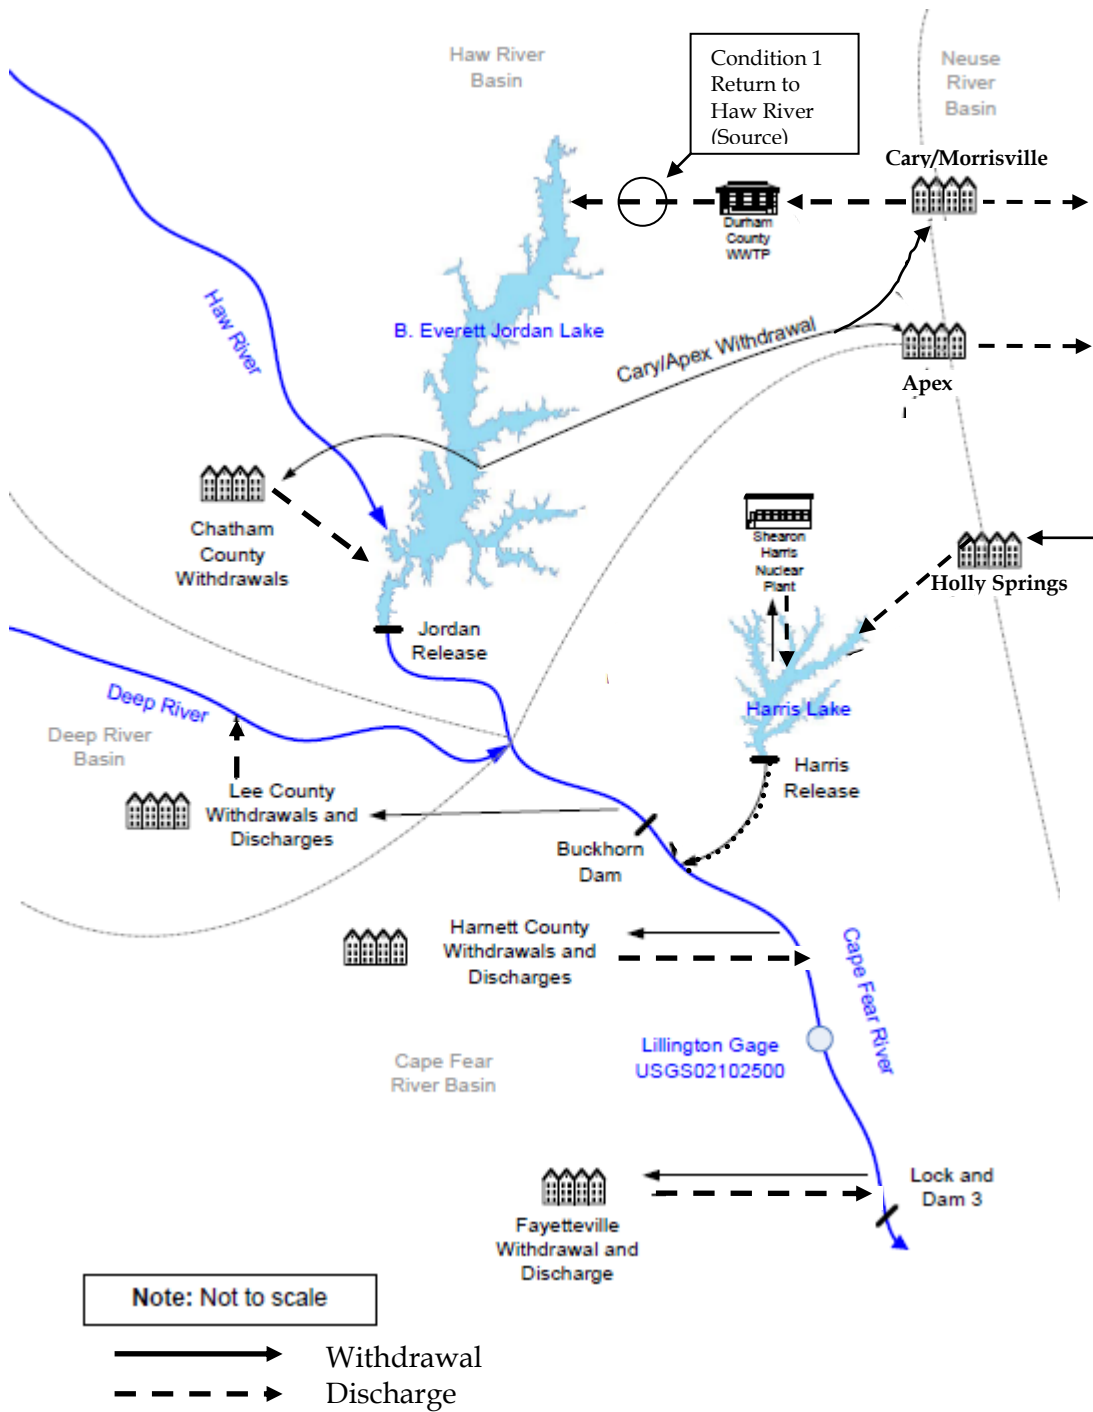 Haw River
Basin
Condition 1
Return to
Haw River
(Source)
Neuse
River
Basin
Cary/Morrisville
Durham
County
WWTP
Haw River
B. Everett Jordan Lake
Cary/Apex Withdrawal
Apex
Chatham
County
Withdrawals
Shearon
Harris
Nuclear
Plant
Holly Springs
Jordan
Release
Deep River
Deep River
Basin
Harris Lake
Harris
Release
Lee County
Withdrawals and
Discharges
Buckhorn
Dam
Harnett County
Withdrawals and
Discharges
Cape Fear River
Lillington Gage
USGS02102500
Cape Fear
River Basin
Lock and
Dam 3
Fayetteville
Withdrawal and
Discharge
Note: Not to scale
Withdrawal
Discharge